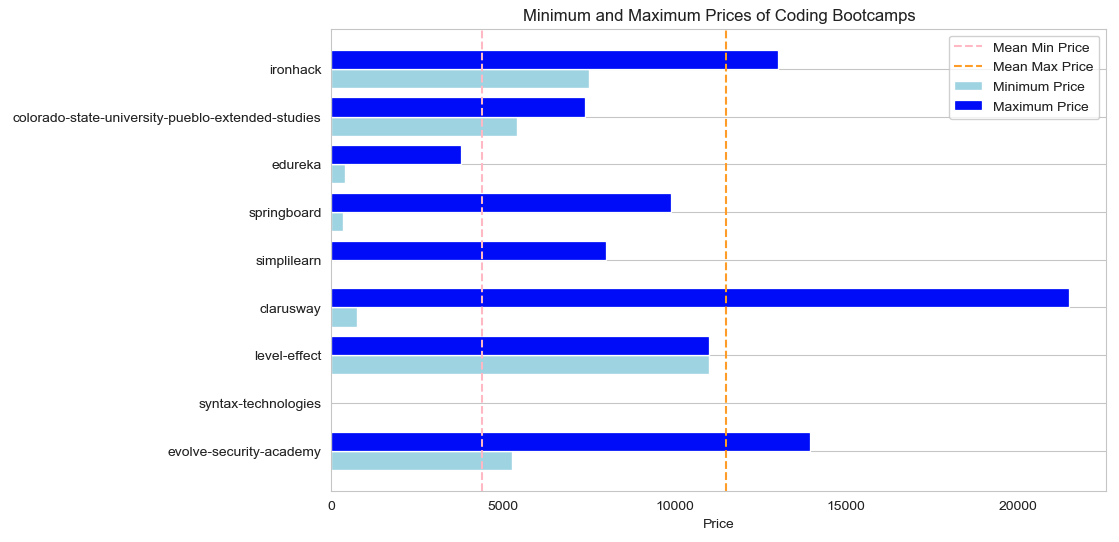 Minimum and Maximum Prices of Coding Bootcamps
Mean Min Price
Mean Max Price
Minimum Price
Maximum Price
ironhack
colorado-state-university-pueblo-extended-studies
edureka
springboard
simplilearn
clarusway
level-effect
syntax-technologies
evolve-security-academy
0 5000 10000 15000 20000
Price